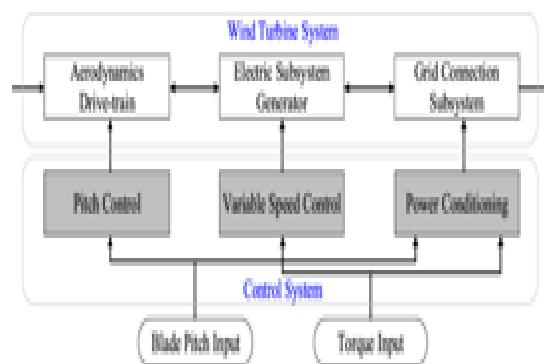 Wind Turbine System
Aerodynamics
Drive-train
Electric Subsystem
Generator
Grid Connection
Subsystem
Pitch Control
Variable Speed Control
Power Conditioning
Control System
Blade Pitch Input
Torque Input